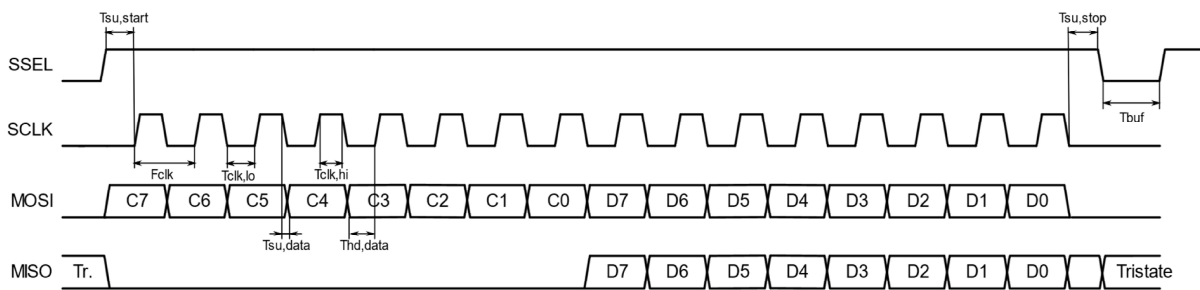 Tsu,start Tsu,stop
SSEL
Tbuf
SCLK
Fclk Tclk,lo Tclk,hi
MOSI C7 C6 C5 C4 C3 C2 C1 C0 D7 D6 D5 D4 D3 D2 D1 D0
Tsu,data Thd,data
MISO Tr. D7 D6 D5 D4 D3 D2 D1 D0 Tristate